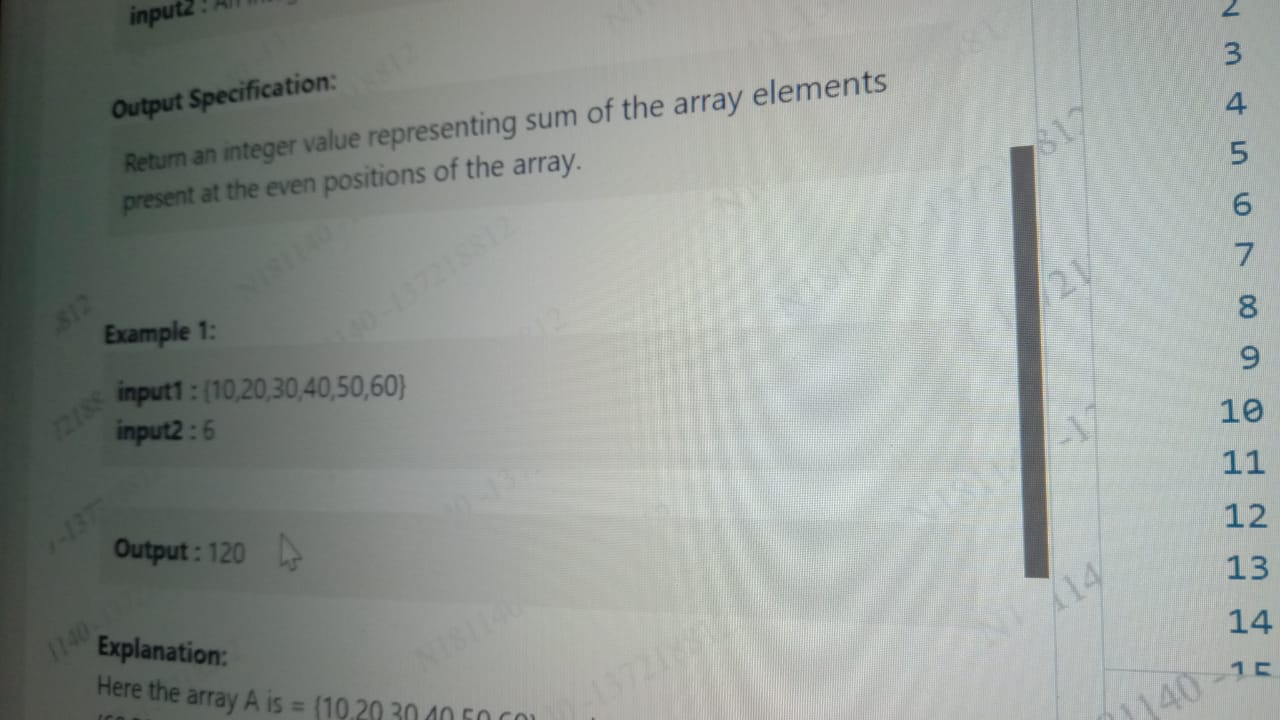 input2 :
Output Specification:
Return an integer value representing sum of the array elements
present at the even positions of the array.
Example 1:
input1 : {10,20,30,40,50,60}
input2 : 6
Output : 120
Explanation:
Here the array A is = {10,20,30,40,50,60}
2
3
4
5
6
7
8
9
10
11
12
13
14
15